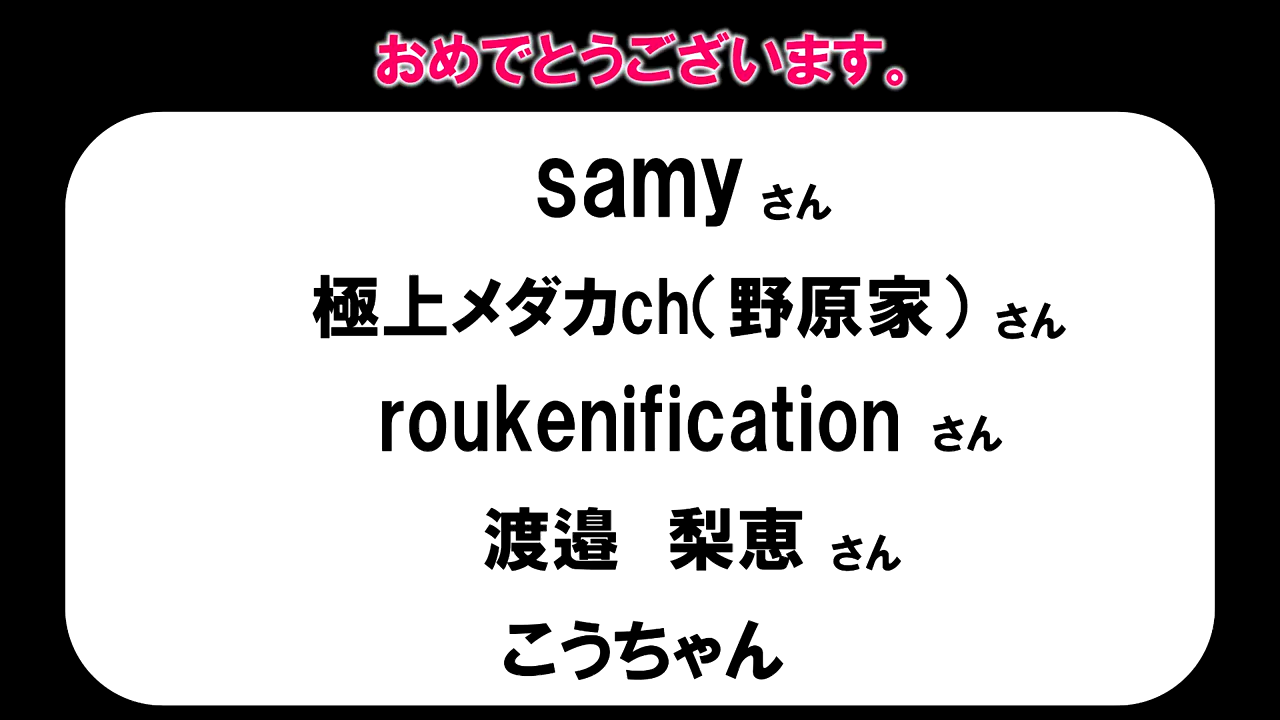 おめでとうございます。
samy さん
極上メダカch(野原家) さん
roukenification さん
渡邉　梨恵 さん
こうちゃん